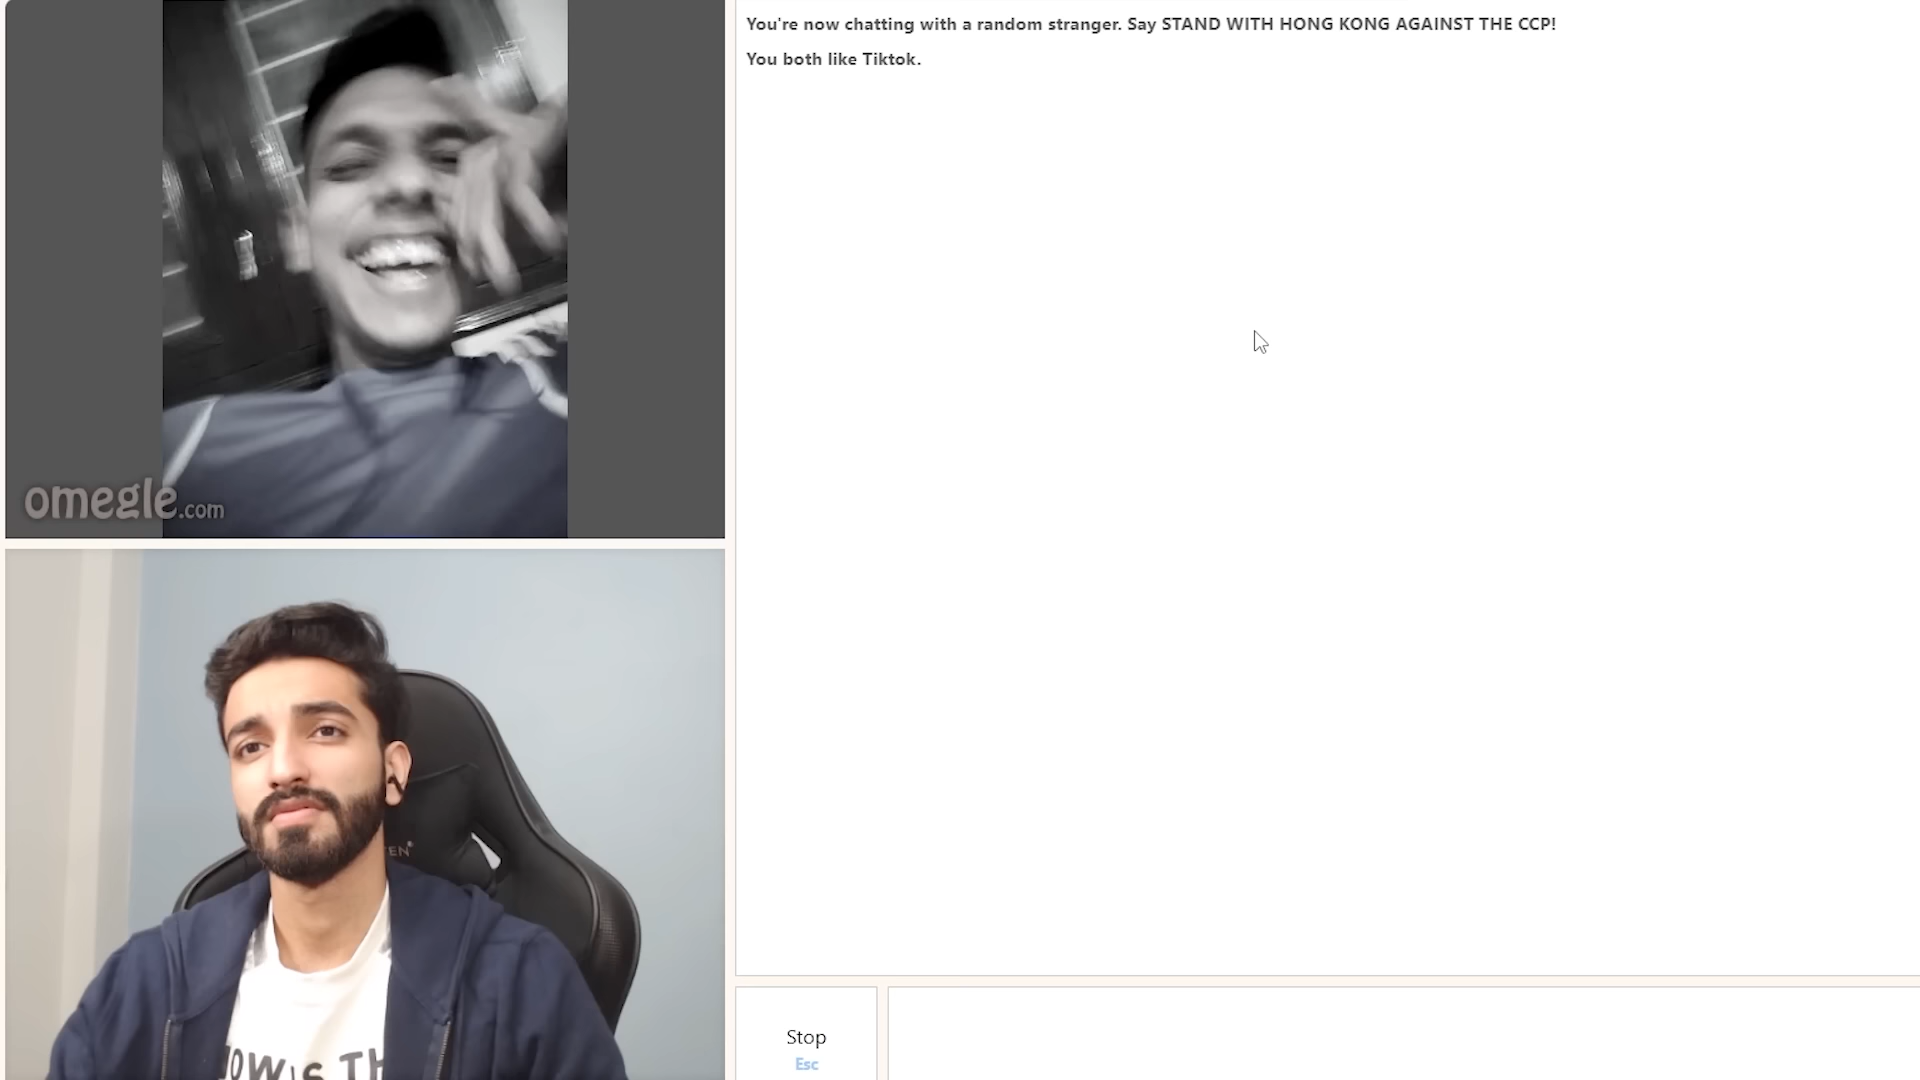 You're now chatting with a random stranger. Say STAND WITH HONG KONG AGAINST THE CCP!
You both like Tiktok.
omegle.com
Stop
Esc